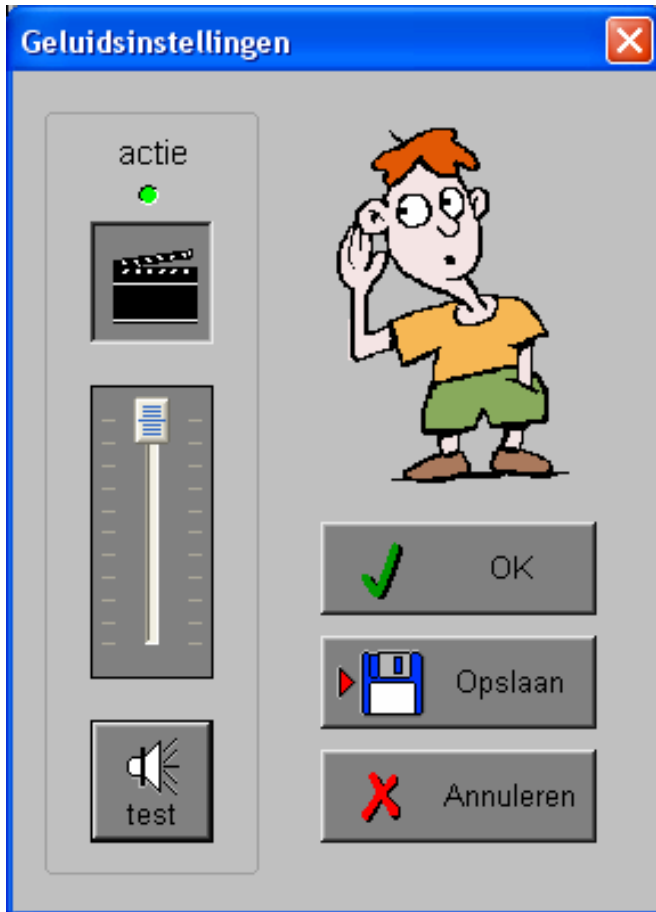 Geluidsinstellingen
actie
test
OK
Opslaan
Annuleren